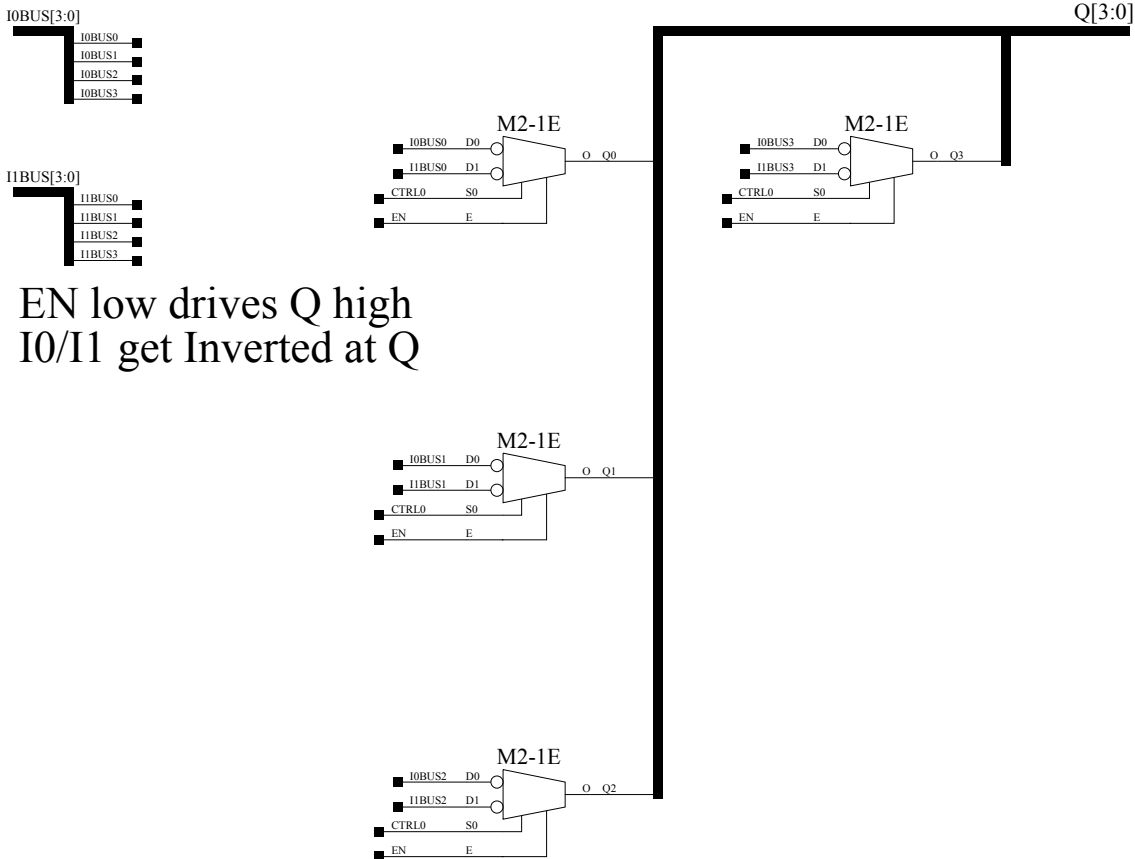 I0BUS[3:0]
Q[3:0]
I0BUS0
I0BUS1
I0BUS2
I0BUS3
I1BUS[3:0]
I1BUS0
I1BUS1
I1BUS2
I1BUS3
EN low drives Q high
I0/I1 get Inverted at Q
M2-1E
I0BUS0 D0
I1BUS0 D1
CTRL0 S0
EN E
O Q0
M2-1E
I0BUS3 D0
I1BUS3 D1
CTRL0 S0
EN E
O Q3
M2-1E
I0BUS1 D0
I1BUS1 D1
CTRL0 S0
EN E
O Q1
M2-1E
I0BUS2 D0
I1BUS2 D1
CTRL0 S0
EN E
O Q2